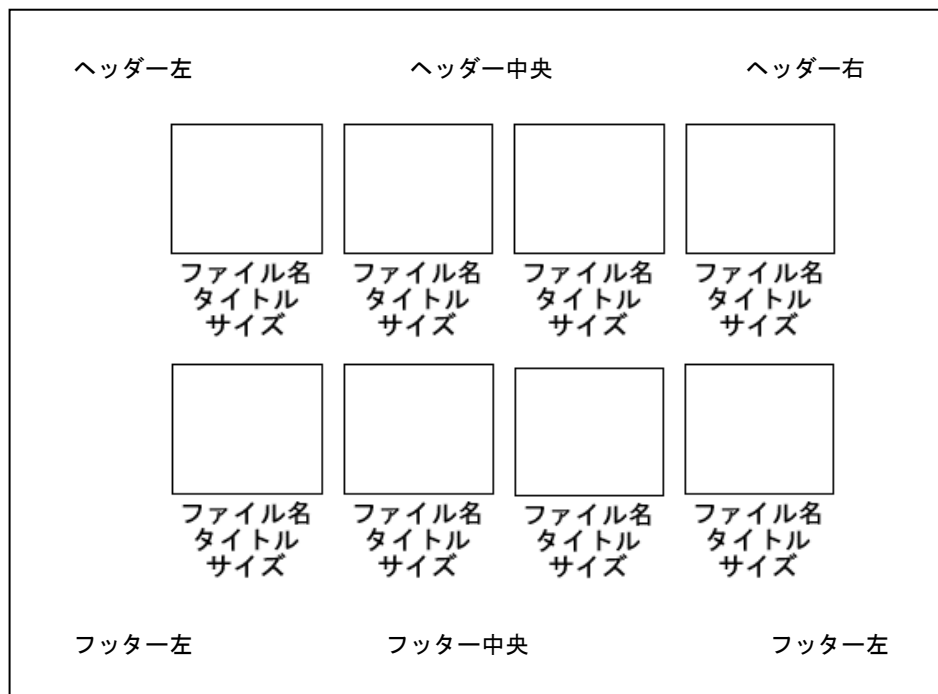 ヘッダー左 ヘッダー中央 ヘッダー右
ファイル名 ファイル名 ファイル名 ファイル名
タイトル タイトル タイトル タイトル
サイズ サイズ サイズ サイズ
ファイル名 ファイル名 ファイル名 ファイル名
タイトル タイトル タイトル タイトル
サイズ サイズ サイズ サイズ
フッター左 フッター中央 フッター左